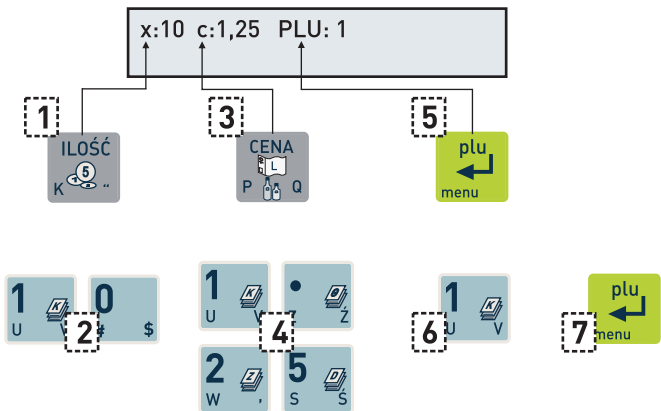 x:10 c:1,25 PLU: 1
1
ILOŚĆ
5
K "
3
CENA
L
P Q
5
plu
menu
1 K
U V
0
# $
2
1 K
U V
•
Z Ź
2 Z
W ,
5 D
S Ś
4
1 K
U V
6
plu
menu
7